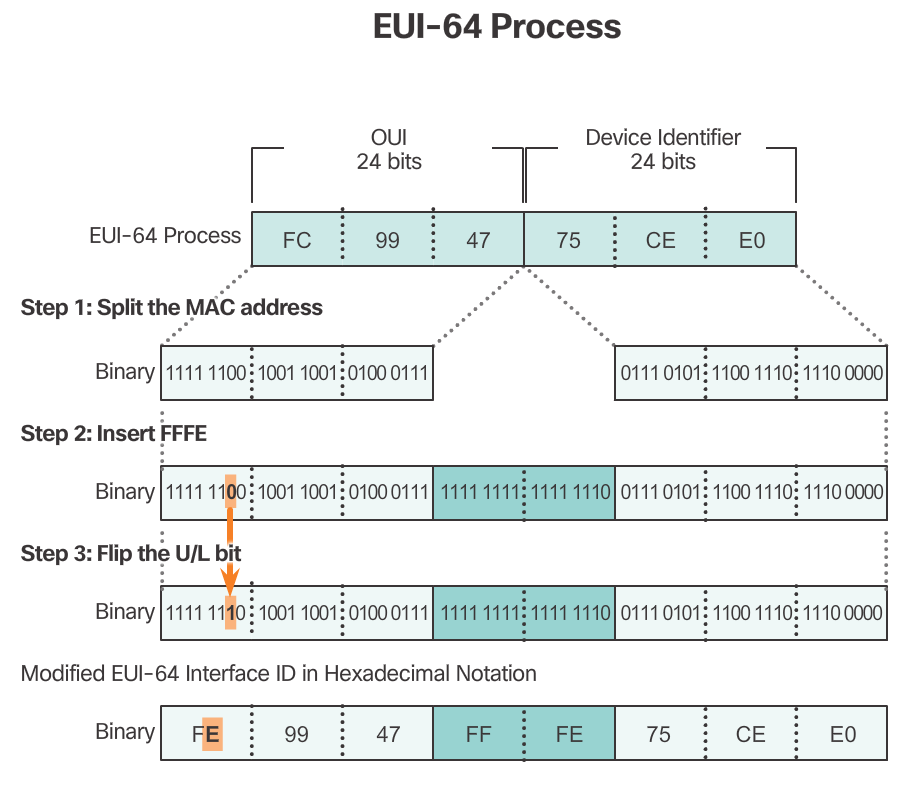 EUI-64 Process
OUI
24 bits
Device Identifier
24 bits
EUI-64 Process FC 99 47 75 CE E0
Step 1: Split the MAC address
Binary 1111 1100 1001 1001 0100 0111 0111 0101 1100 1110 1110 0000
Step 2: Insert FFFE
Binary 1111 1100 1001 1001 0100 0111 1111 1111 1111 1110 0111 0101 1100 1110 1110 0000
Step 3: Flip the U/L bit
Binary 1111 1110 1001 1001 0100 0111 1111 1111 1111 1110 0111 0101 1100 1110 1110 0000
Modified EUI-64 Interface ID in Hexadecimal Notation
Binary FE 99 47 FF FE 75 CE E0